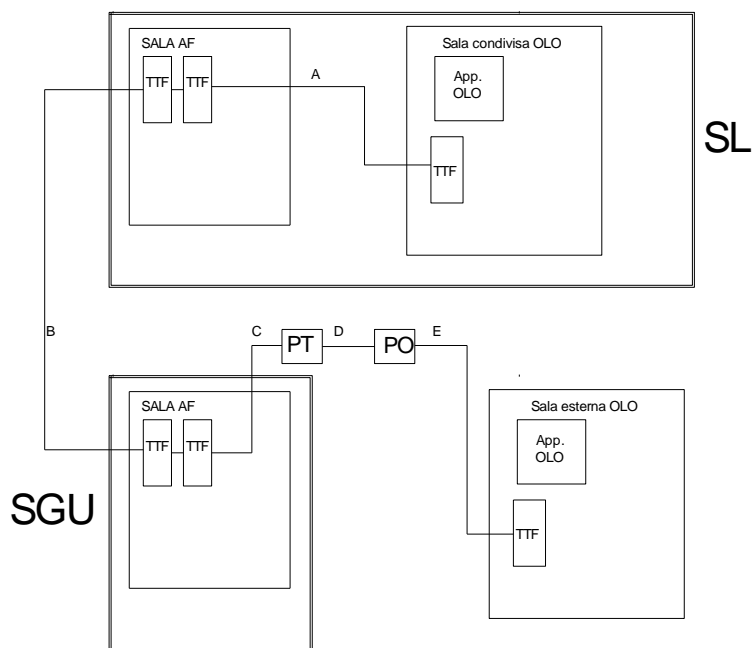 SALA AF
TTF
TTF
A
Sala condivisa OLO
App.
OLO
TTF
SL
B
C
PT
D
PO
E
SALA AF
TTF
TTF
SGU
Sala esterna OLO
App.
OLO
TTF